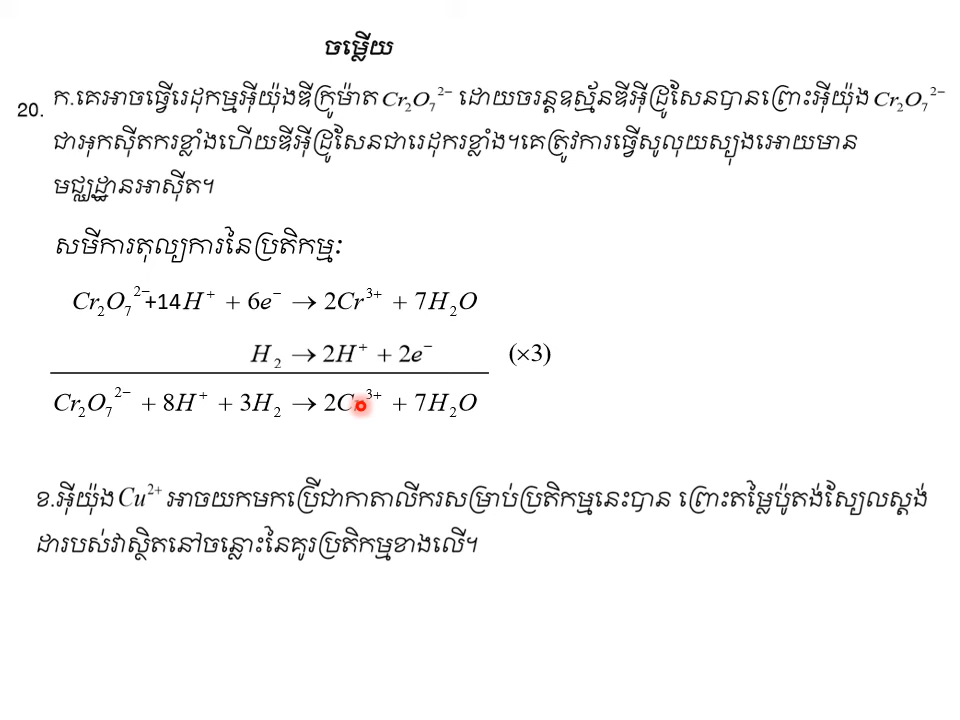 ចម្លើយ
20. ក.គេអាចធ្វើរេដុកម្មអ៊ីយ៉ុងឌីក្រូម៉ាត Cr₂O₇²⁻ ដោយចរន្តឧស្ម័នឌីអ៊ីដ្រូសែនបានព្រោះអ៊ីយ៉ុង Cr₂O₇²⁻
ជាអុកស៊ីតករខ្លាំងហើយឌីអ៊ីដ្រូសែនជារេដុករខ្លាំង។គេត្រូវការធ្វើសូលុយស្យុងអោយមាន
មជ្ឈដ្ឋានអាស៊ីត។
សមីការតុល្យការនៃប្រតិកម្ម:
Cr₂O₇²⁻+14H⁺ + 6e⁻ → 2Cr³⁺ + 7H₂O
H₂ → 2H⁺ + 2e⁻ (×3)
Cr₂O₇²⁻ + 8H⁺ + 3H₂ → 2Cr³⁺ + 7H₂O
ខ.អ៊ីយ៉ុង Cu²⁺ អាចយកមកប្រើជាកាតាលីករសម្រាប់ប្រតិកម្មនេះបាន ព្រោះតម្លៃប៉ូតង់ស្យែលស្តង់
ដារបស់វាស្ថិតនៅចន្លោះនៃគូរប្រតិកម្មខាងលើ។